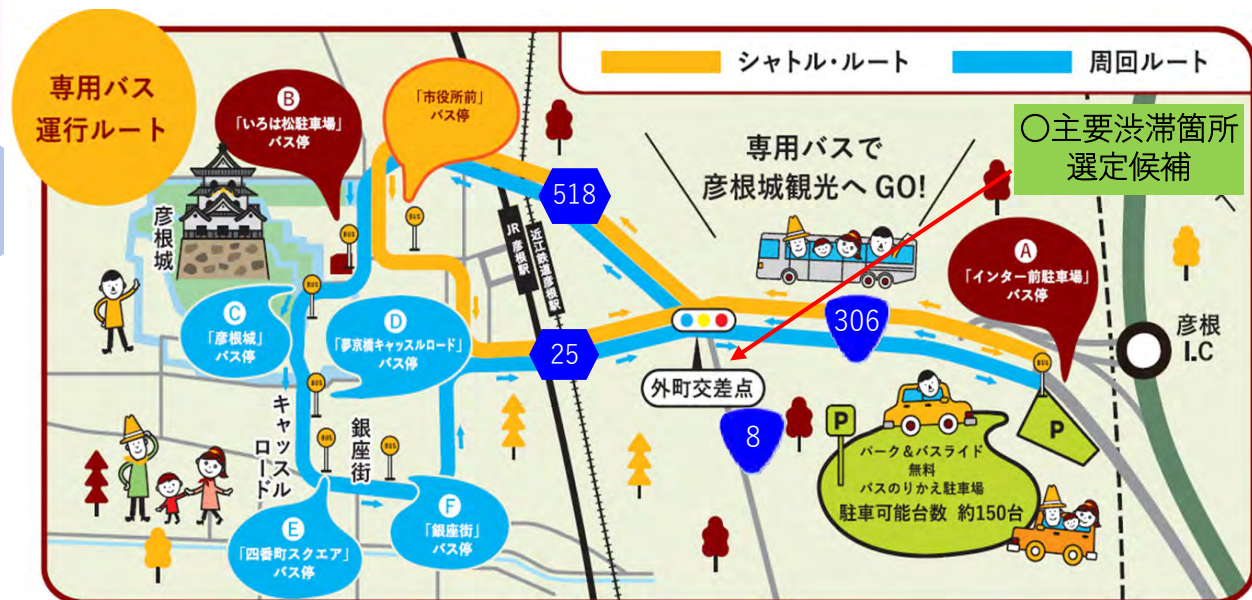 専用バス
運行ルート
シャトル・ルート
周回ルート
〇主要渋滞箇所
選定候補
専用バスで
彦根城観光へ GO!
「市役所前」
バス停
B
「いろは松駐車場」
バス停
彦根城
BUS
BUS
BUS
C
「彦根城」
バス停
D
「夢京橋キャッスルロード」
バス停
BUS
BUS
BUS
キャッスル
ロード
銀座街
E
「四番町スクエア」
バス停
F
「銀座街」
バス停
JR 彦根駅
近江鉄道彦根駅
518
25
306
8
外町交差点
A
「インター前駐車場」
バス停
BUS
彦根
I.C
P
P
パーク&バスライド
無料
バスのりかえ駐車場
駐車可能台数 約150台